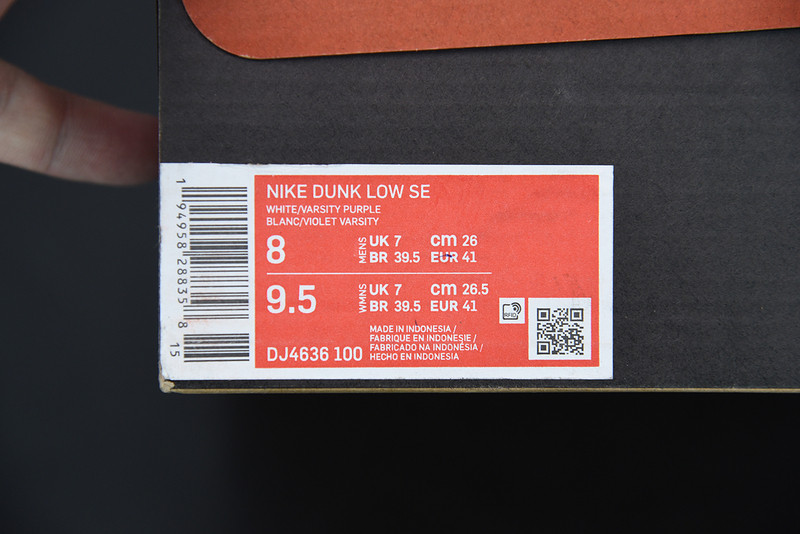 NIKE DUNK LOW SE
WHITE/VARSITY PURPLE
BLANC/VIOLET VARSITY
8 MENS UK 7 cm 26
BR 39.5 EUR 41
9.5 WMNS UK 7 cm 26.5
BR 39.5 EUR 41
RFID
MADE IN INDONESIA /
FABRIQUE EN INDONÉSIE /
FABRICADO NA INDONÉSIA /
HECHO EN INDONESIA
DJ4636 100
1 94958 28835 8 15